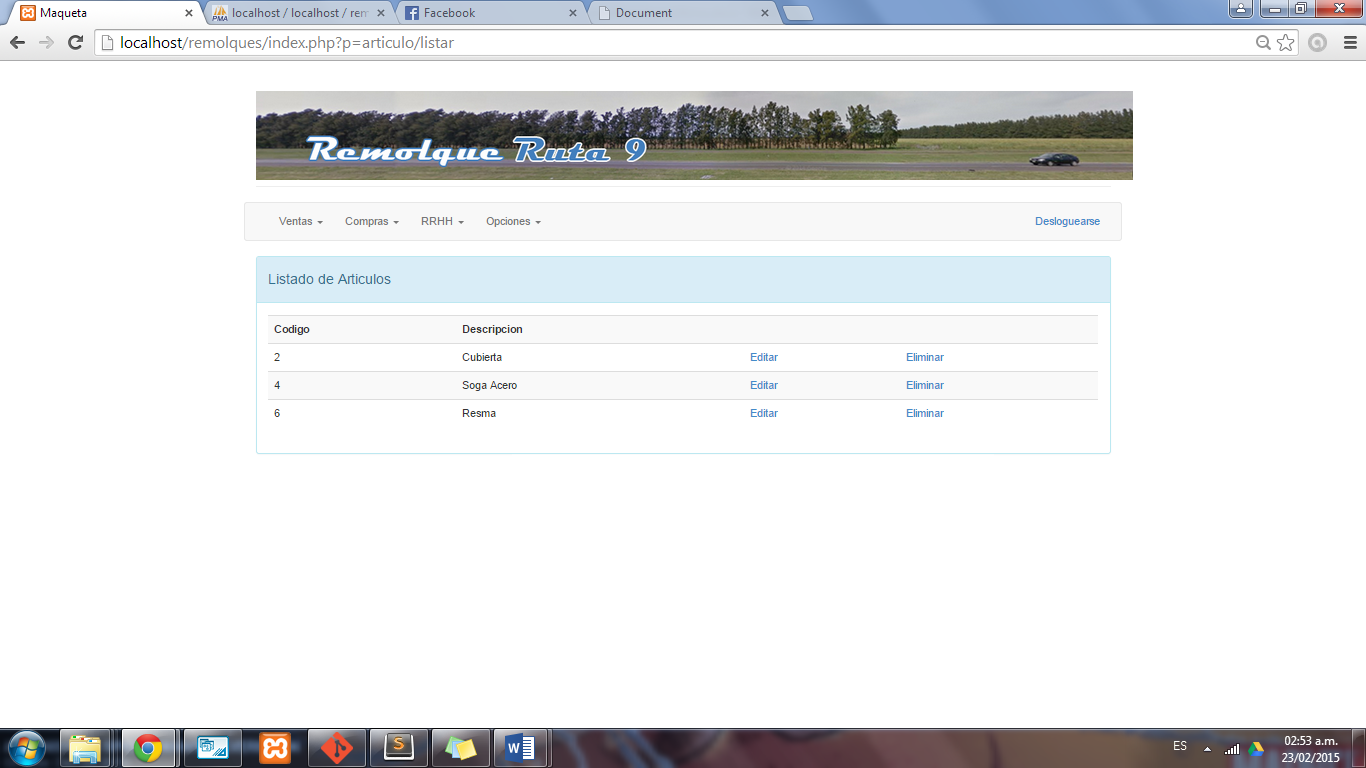 Maqueta
localhost / localhost / rem
Facebook
Document
localhost/remolques/index.php?p=articulo/listar
Remolque Ruta 9
Ventas Compras RRHH Opciones Desloguearse
Listado de Articulos
Codigo Descripcion
2 Cubierta Editar Eliminar
4 Soga Acero Editar Eliminar
6 Resma Editar Eliminar
ES
02:53 a.m.
23/02/2015